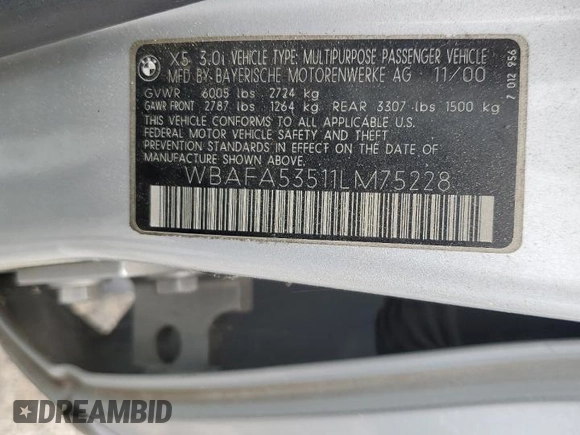 X5 3.0i VEHICLE TYPE: MULTIPURPOSE PASSENGER VEHICLE
MFD BY: BAYERISCHE MOTORENWERKE AG 11/00
GVWR 6005 lbs 2724 kg
GAWR FRONT 2787 lbs 1264 kg, REAR 3307 lbs 1500 kg
THIS VEHICLE CONFORMS TO ALL APPLICABLE U.S.
FEDERAL MOTOR VEHICLE SAFETY AND THEFT
PREVENTION STANDARDS IN EFFECT ON THE DATE OF
MANUFACTURE SHOWN ABOVE.
WBAFA53511LM75228
7 012 956
DREAMBID